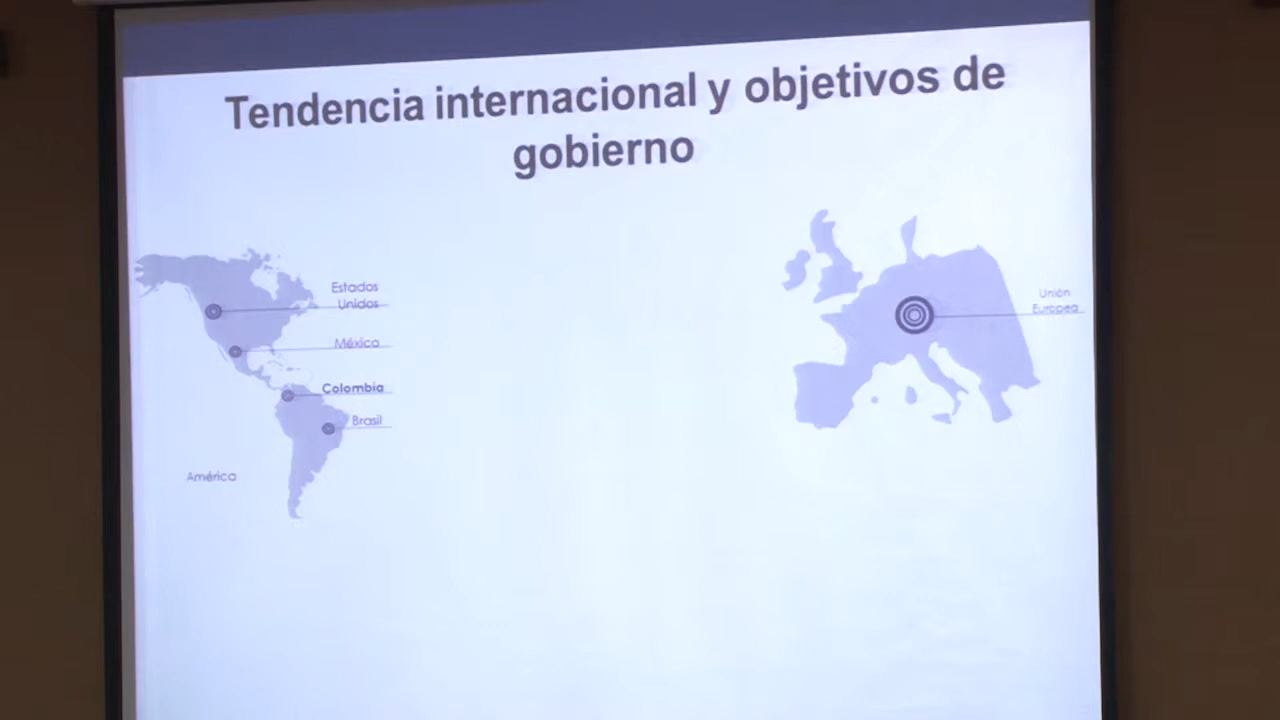 Tendencia internacional y objetivos de
gobierno
Estados
Unidos
México
Colombia
Brasil
América
Unión
Europea